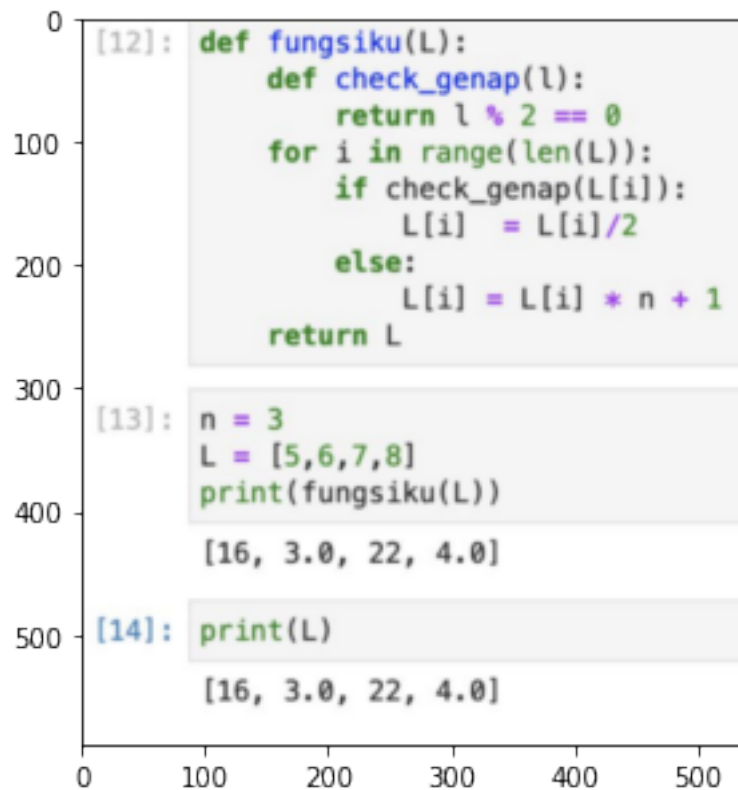 0
[12]: def fungsiku(L):
def check_genap(l):
return l % 2 == 0
100
for i in range(len(L)):
if check_genap(L[i]):
L[i]  = L[i]/2
200
else:
L[i] = L[i] * n + 1
return L
300
[13]: n = 3
L = [5,6,7,8]
print(fungsiku(L))
400
[16, 3.0, 22, 4.0]
500
[14]: print(L)
[16, 3.0, 22, 4.0]
0 100 200 300 400 500